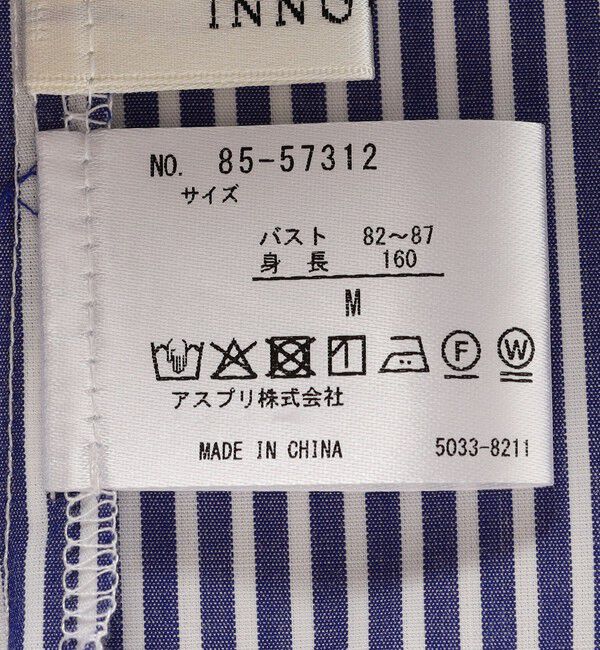 INNO
NO. 85-57312
サイズ
バスト 82～87
身長 160
M
F W
アスプリ株式会社
MADE IN CHINA 5033-8211